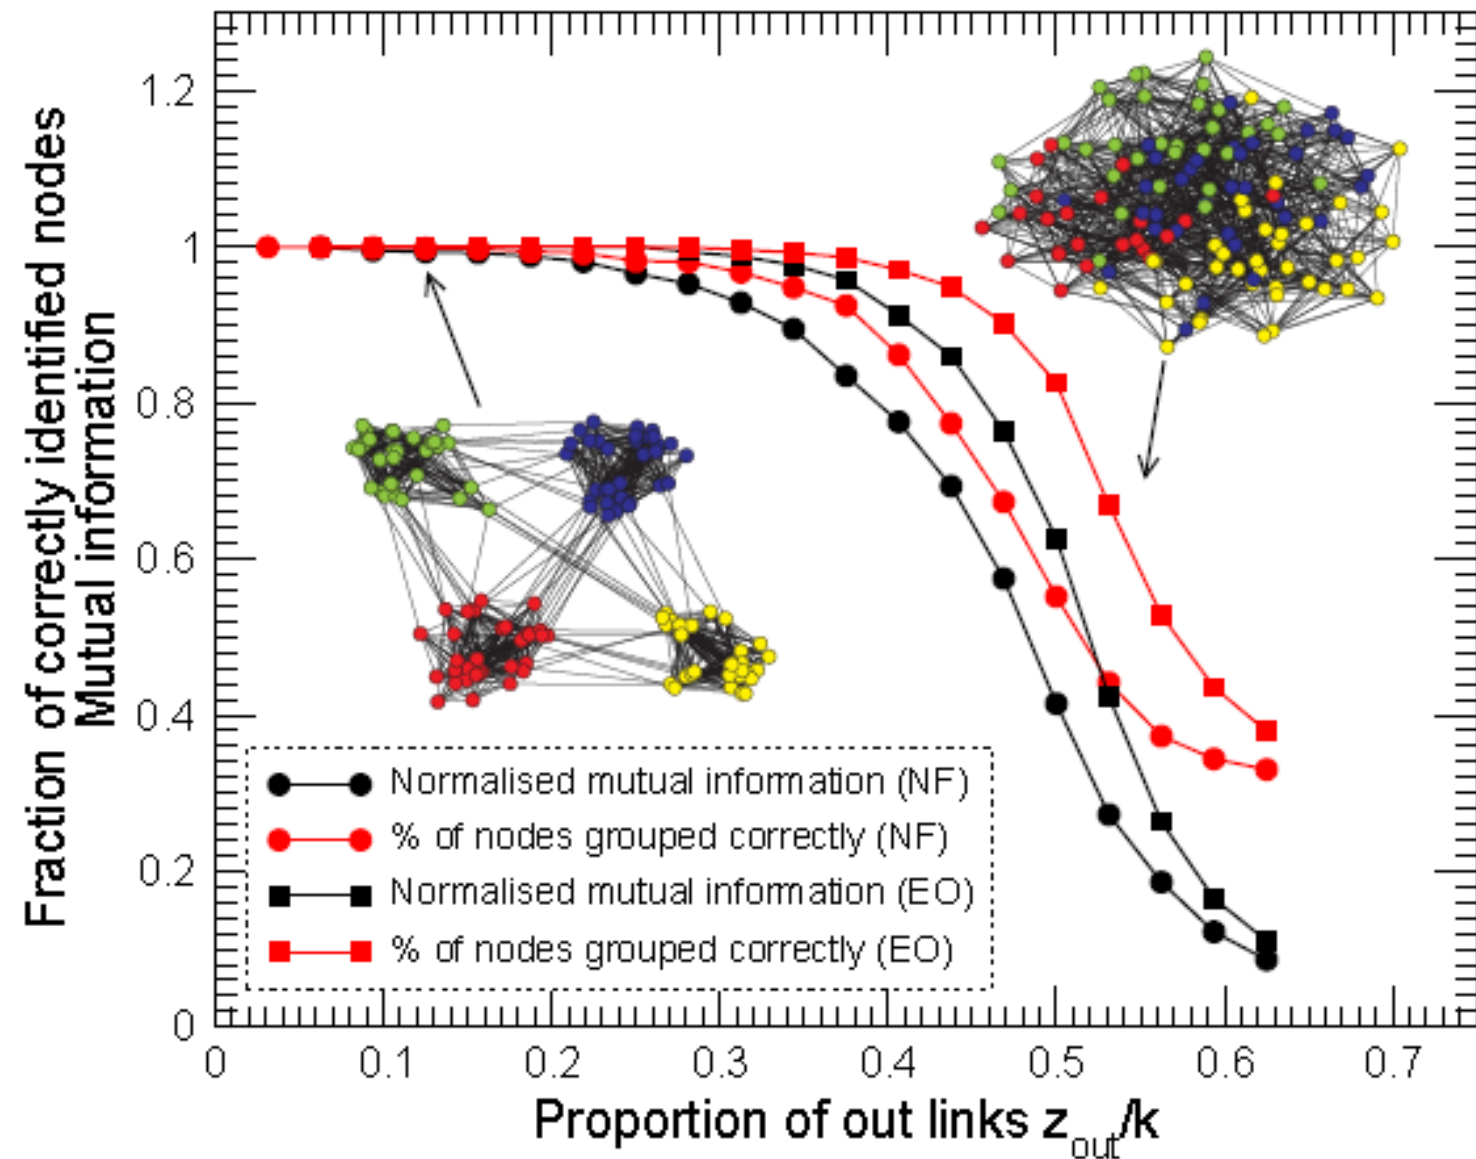 Fraction of correctly identified nodes
Mutual information
1.2
1
0.8
0.6
0.4
0.2
0
Normalised mutual information (NF)
% of nodes grouped correctly (NF)
Normalised mutual information (EO)
% of nodes grouped correctly (EO)
0 0.1 0.2 0.3 0.4 0.5 0.6 0.7
Proportion of out links z_out/k